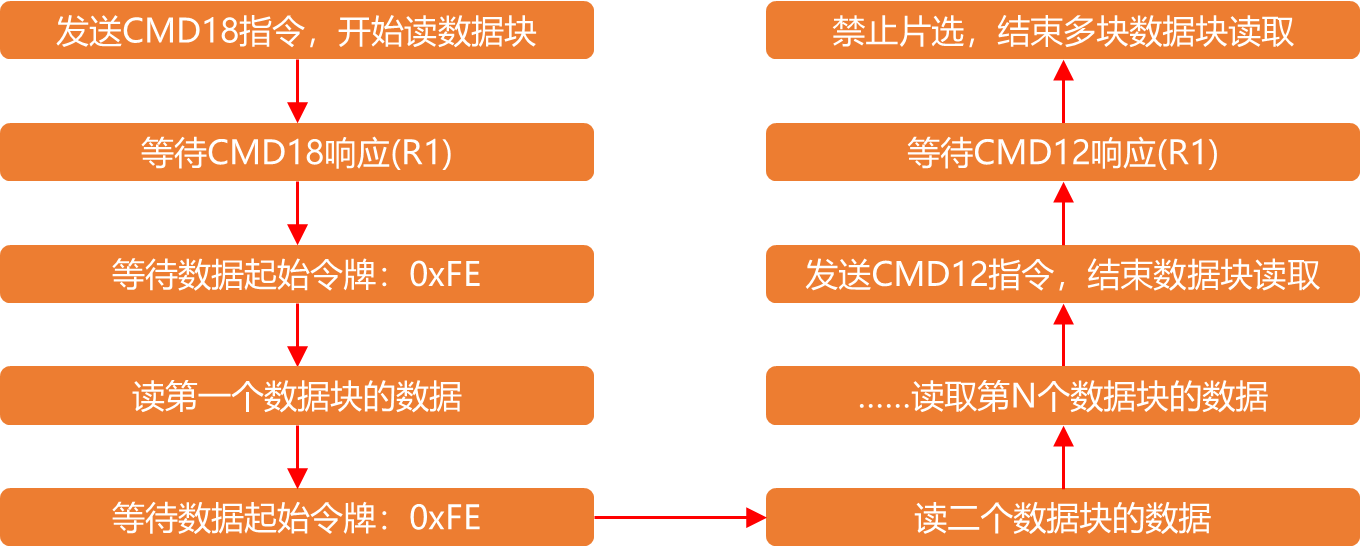 发送CMD18指令，开始读数据块
等待CMD18响应(R1)
等待数据起始令牌：0xFE
读第一个数据块的数据
等待数据起始令牌：0xFE
读二个数据块的数据
……读取第N个数据块的数据
发送CMD12指令，结束数据块读取
等待CMD12响应(R1)
禁止片选，结束多块数据块读取